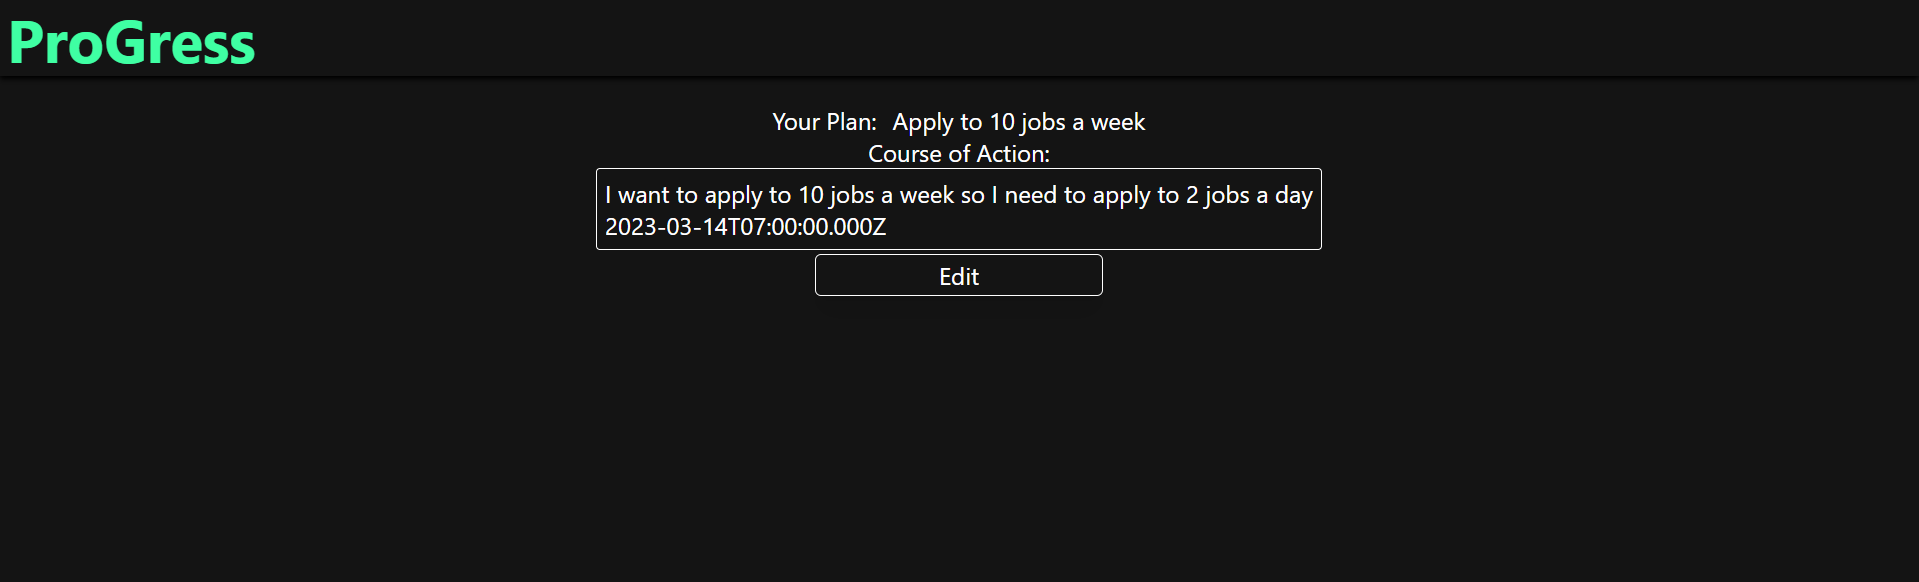 ProGress
Your Plan: Apply to 10 jobs a week
Course of Action:
I want to apply to 10 jobs a week so I need to apply to 2 jobs a day
2023-03-14T07:00:00.000Z
Edit